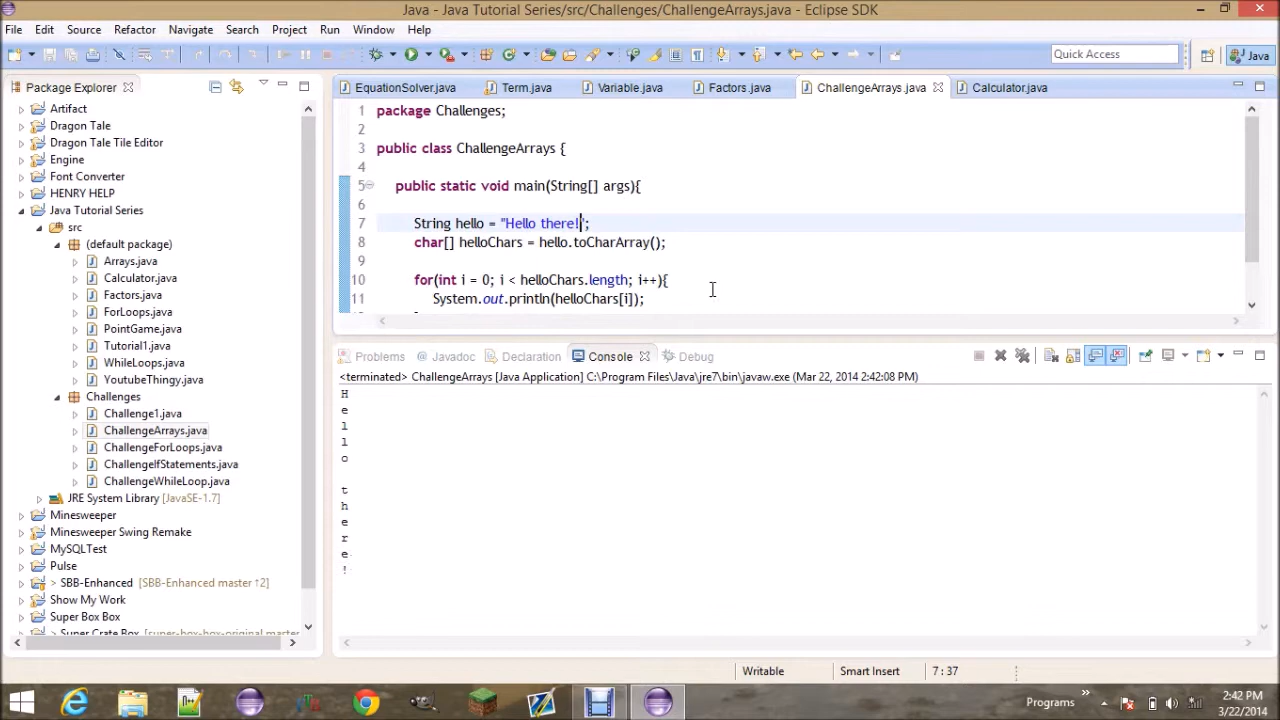 Java - Java Tutorial Series/src/Challenges/ChallengeArrays.java - Eclipse SDK
File Edit Source Refactor Navigate Search Project Run Window Help
Quick Access
Java
Package Explorer
EquationSolver.java Term.java Variable.java Factors.java ChallengeArrays.java Calculator.java
Artifact
Dragon Tale
Dragon Tale Tile Editor
Engine
Font Converter
HENRY HELP
Java Tutorial Series
src
(default package)
Arrays.java
Calculator.java
Factors.java
ForLoops.java
PointGame.java
Tutorial1.java
WhileLoops.java
YoutubeThingy.java
Challenges
Challenge1.java
ChallengeArrays.java
ChallengeForLoops.java
ChallengeIfStatements.java
ChallengeWhileLoop.java
JRE System Library [JavaSE-1.7]
Minesweeper
Minesweeper Swing Remake
MySQLTest
Pulse
> SBB-Enhanced [SBB-Enhanced master ↑2]
Show My Work
Super Box Box
> Super Crate Box [super-box-box-original master
1 package Challenges;
2
3 public class ChallengeArrays {
4
5 public static void main(String[] args){
6
7 String hello = "Hello there!";
8 char[] helloChars = hello.toCharArray();
9
10 for(int i = 0; i < helloChars.length; i++){
11 System.out.println(helloChars[i]);
Problems Javadoc Declaration Console Debug
<terminated> ChallengeArrays [Java Application] C:\Program Files\Java\jre7\bin\javaw.exe (Mar 22, 2014 2:42:08 PM)
H
e
l
l
o
t
h
e
r
e
!
Writable Smart Insert 7 : 37
Programs
2:42 PM
3/22/2014